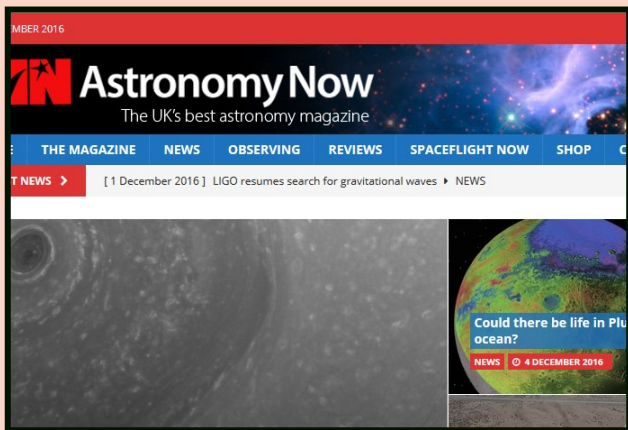 MBER 2016
AN Astronomy Now
The UK's best astronomy magazine
E THE MAGAZINE NEWS OBSERVING REVIEWS SPACEFLIGHT NOW SHOP C
T NEWS [ 1 December 2016 ] LIGO resumes search for gravitational waves NEWS
Could there be life in Plu
ocean?
NEWS 4 DECEMBER 2016